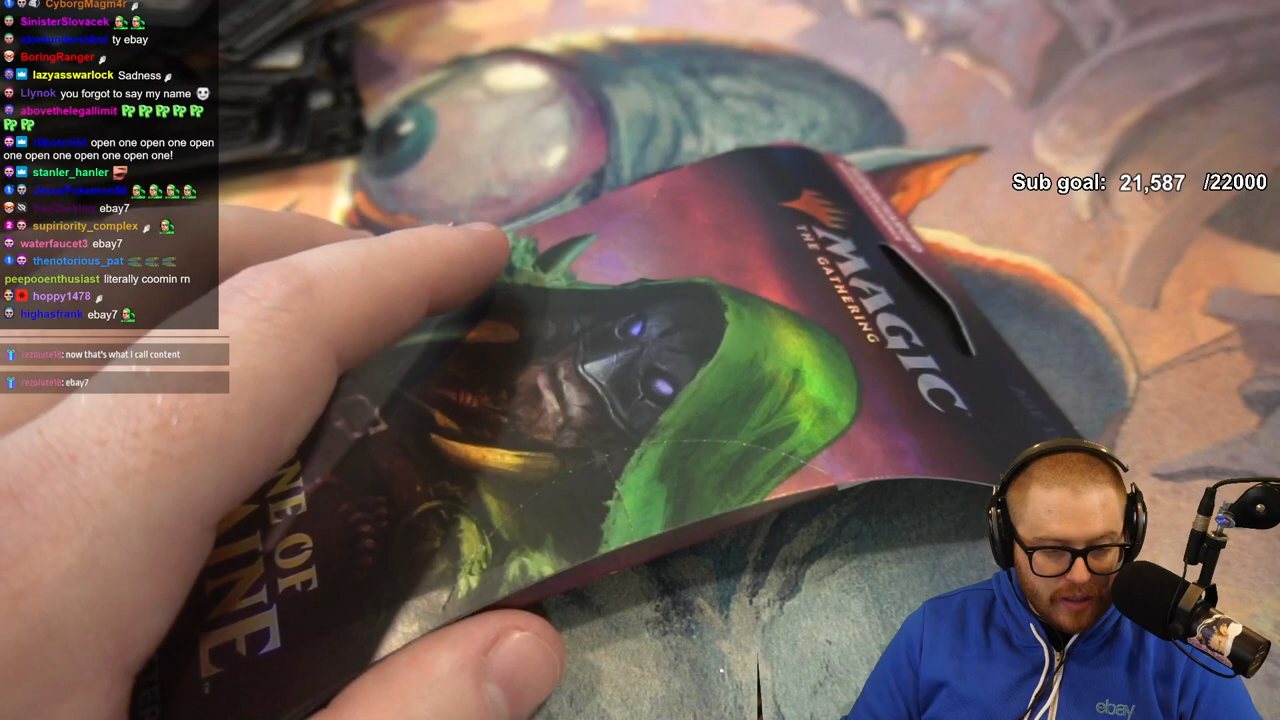 CyborgMagm4r
SinisterSlovacek
ty ebay
BoringRanger
lazyasswarlock Sadness
Llynok you forgot to say my name
abovethelegallimit
open one open one open
one open one open one open one!
stanler_hanler
ebay7
supiriority_complex
waterfaucet3 ebay7
thenotorious_pat
peepooenthusiast literally coomin rn
hoppy1478
highasfrank ebay7
rezolute18: now that's what I call content
rezolute18: ebay7
Sub goal: 21,587 /22000
MAGIC
THE GATHERING
NE OF
AINE
ebay